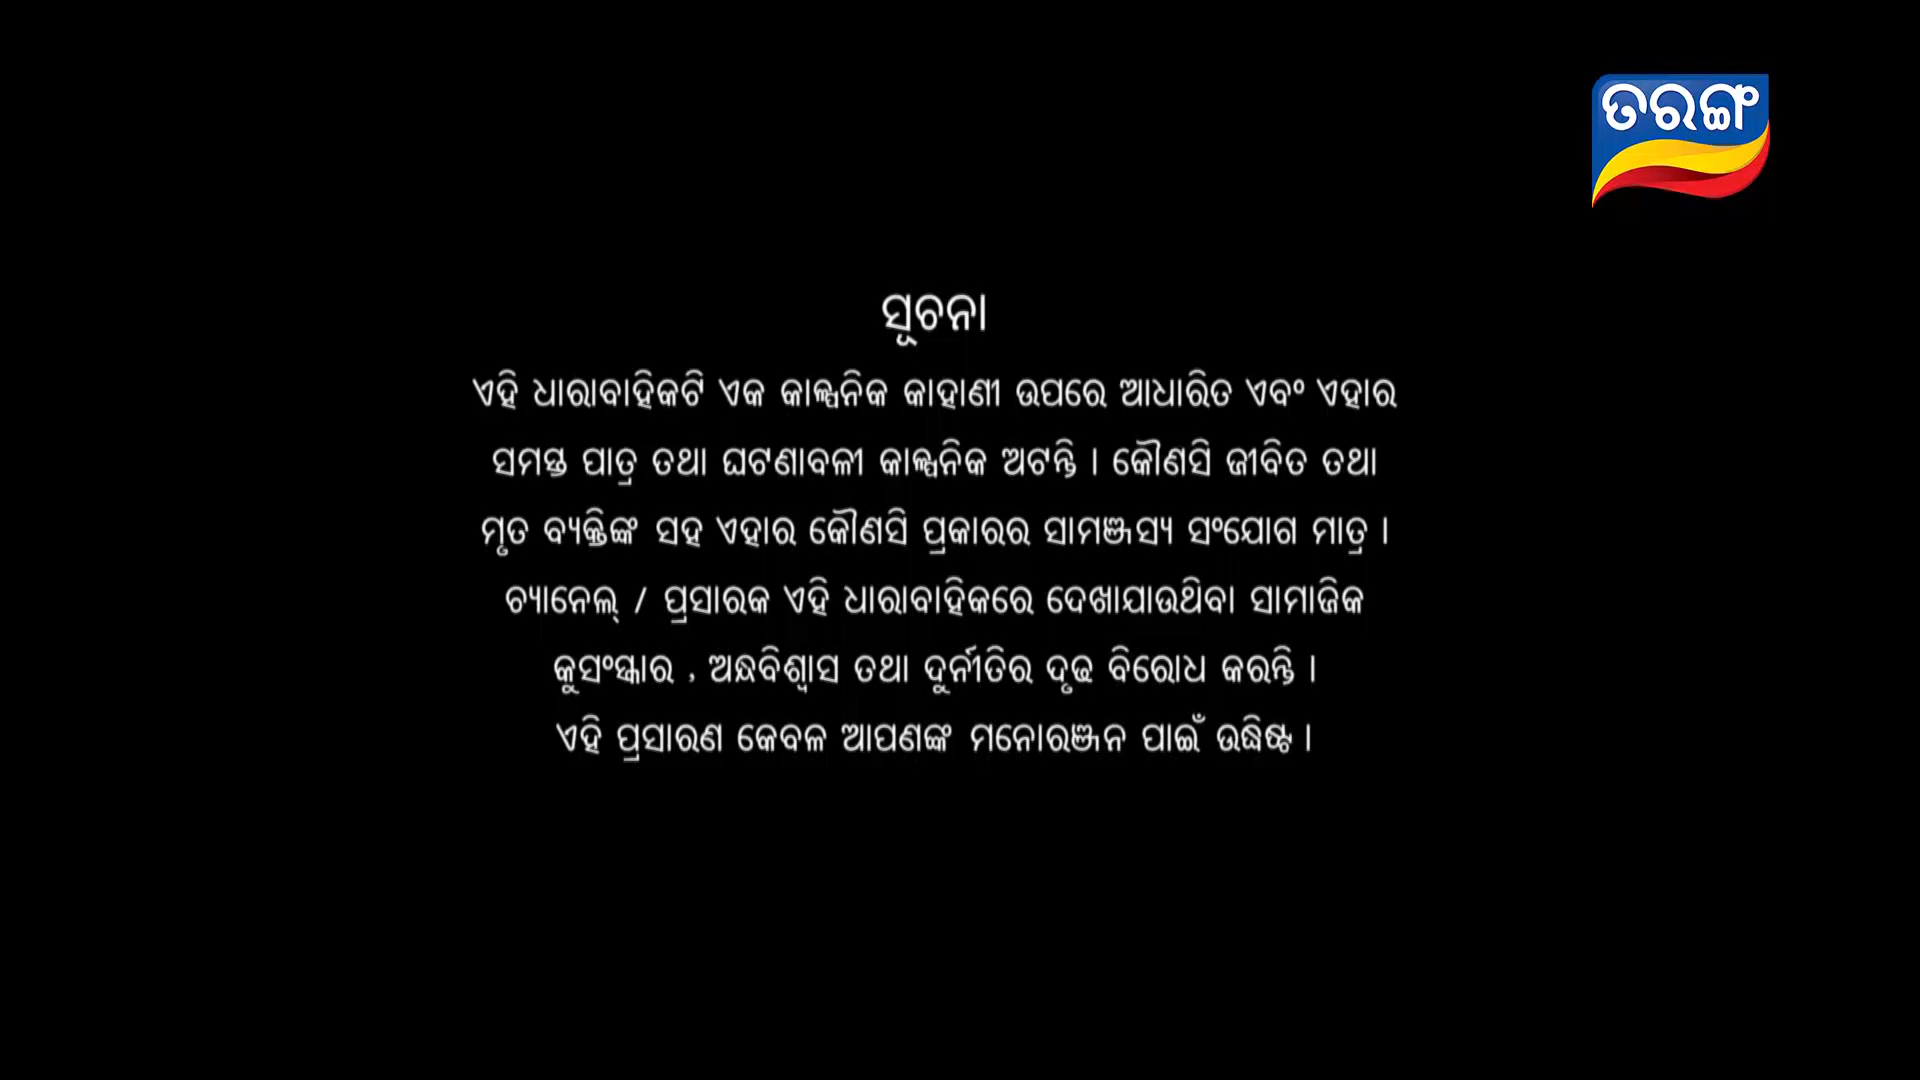 ତରଙ୍ଗ
ସୂଚନା
ଏହି ଧାରାବାହିକଟି ଏକ କାଳ୍ପନିକ କାହାଣୀ ଉପରେ ଆଧାରିତ ଏବଂ ଏହାର
ସମସ୍ତ ପାତ୍ର ତଥା ଘଟଣାବଳୀ କାଳ୍ପନିକ ଅଟନ୍ତି । କୌଣସି ଜୀବିତ ତଥା
ମୃତ ବ୍ୟକ୍ତିଙ୍କ ସହ ଏହାର କୌଣସି ପ୍ରକାରର ସାମଞ୍ଜସ୍ୟ ସଂଯୋଗ ମାତ୍ର ।
ଚ୍ୟାନେଲ୍ / ପ୍ରସାରକ ଏହି ଧାରାବାହିକରେ ଦେଖାଯାଉଥିବା ସାମାଜିକ
କୁସଂସ୍କାର , ଅନ୍ଧବିଶ୍ୱାସ ତଥା ଦୁର୍ନୀତିର ଦୃଢ ବିରୋଧ କରନ୍ତି ।
ଏହି ପ୍ରସାରଣ କେବଳ ଆପଣଙ୍କ ମନୋରଞ୍ଜନ ପାଇଁ ଉଦ୍ଧିଷ୍ଟ ।